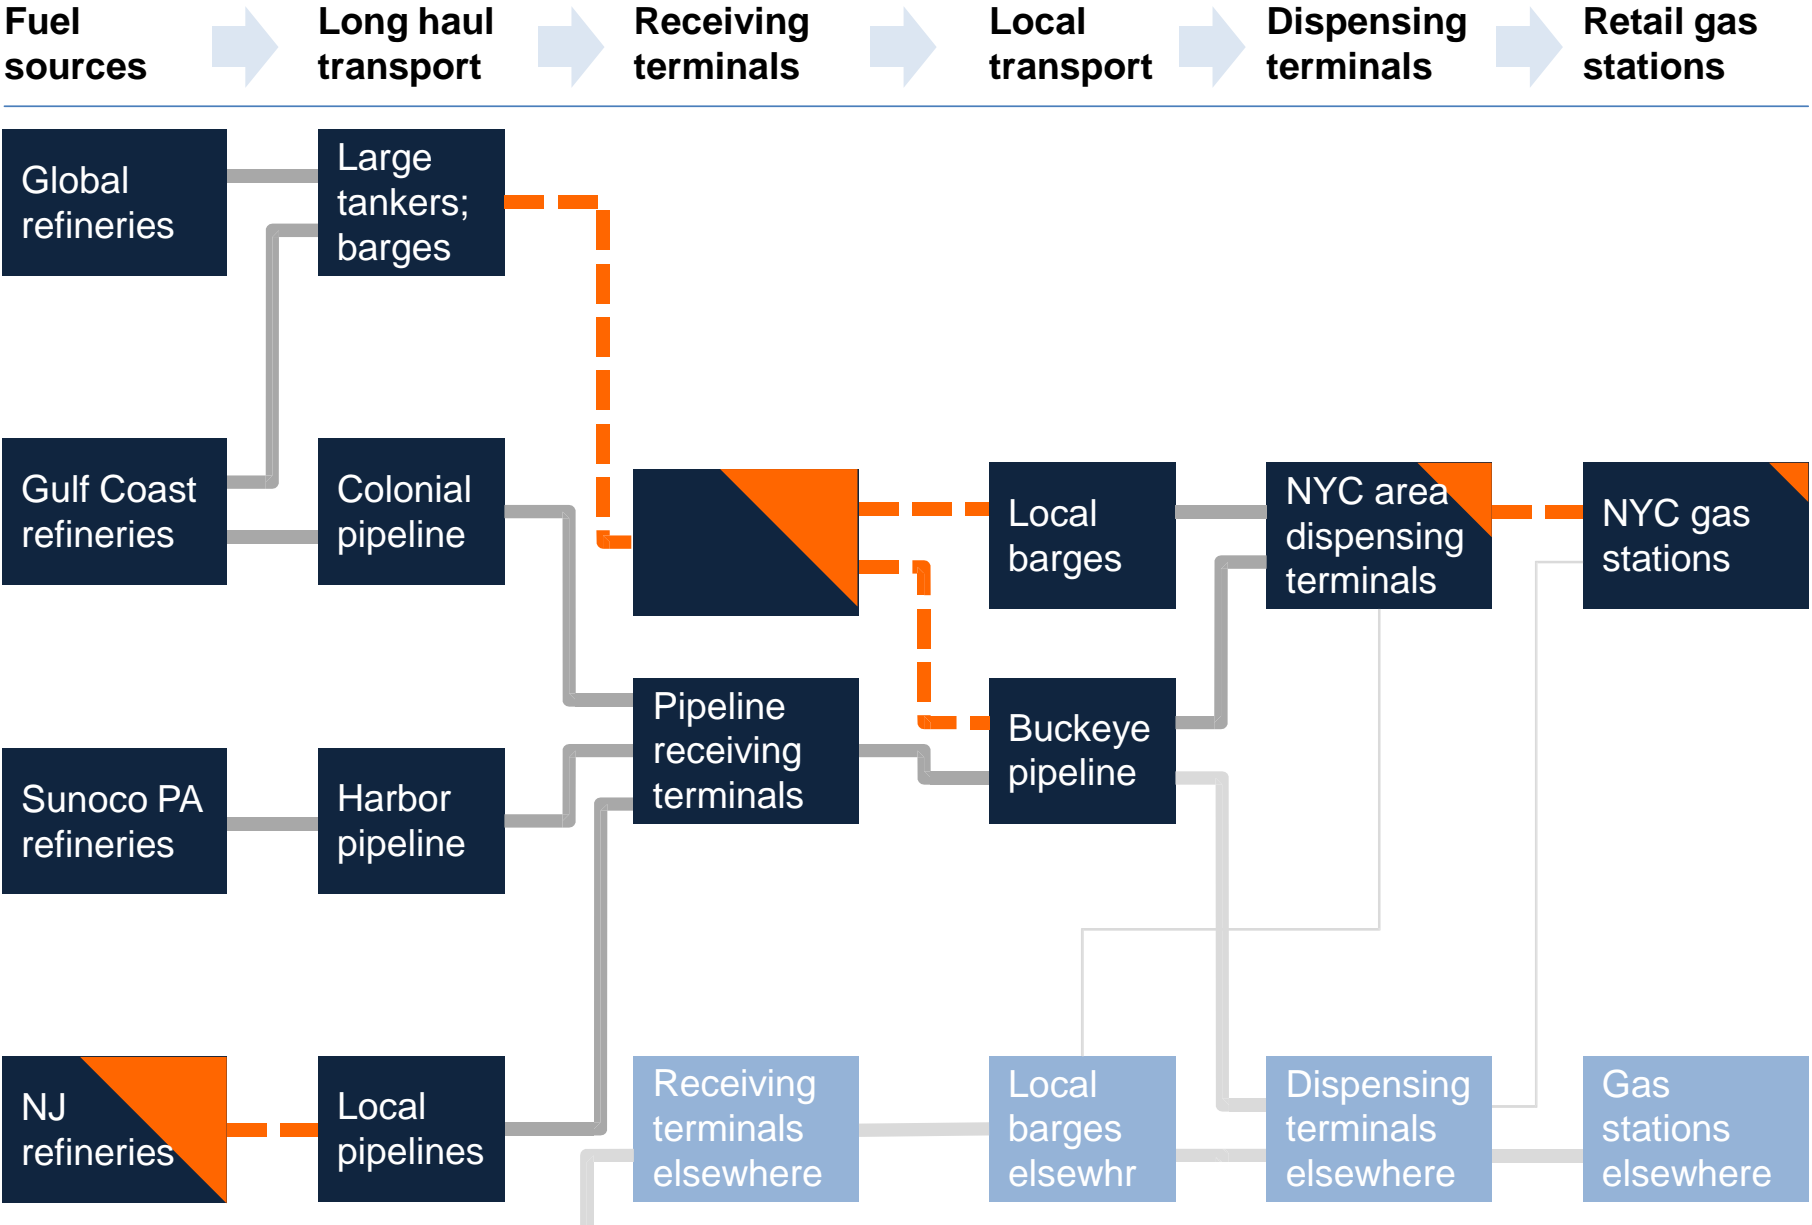 Fuel
sources
Long haul
transport
Receiving
terminals
Local
transport
Dispensing
terminals
Retail gas
stations
Global
refineries
Large
tankers;
barges
Gulf Coast
refineries
Colonial
pipeline
Local
barges
NYC area
dispensing
terminals
NYC gas
stations
Pipeline
receiving
terminals
Buckeye
pipeline
Sunoco PA
refineries
Harbor
pipeline
NJ
refineries
Local
pipelines
Receiving
terminals
elsewhere
Local
barges
elsewhr
Dispensing
terminals
elsewhere
Gas
stations
elsewhere